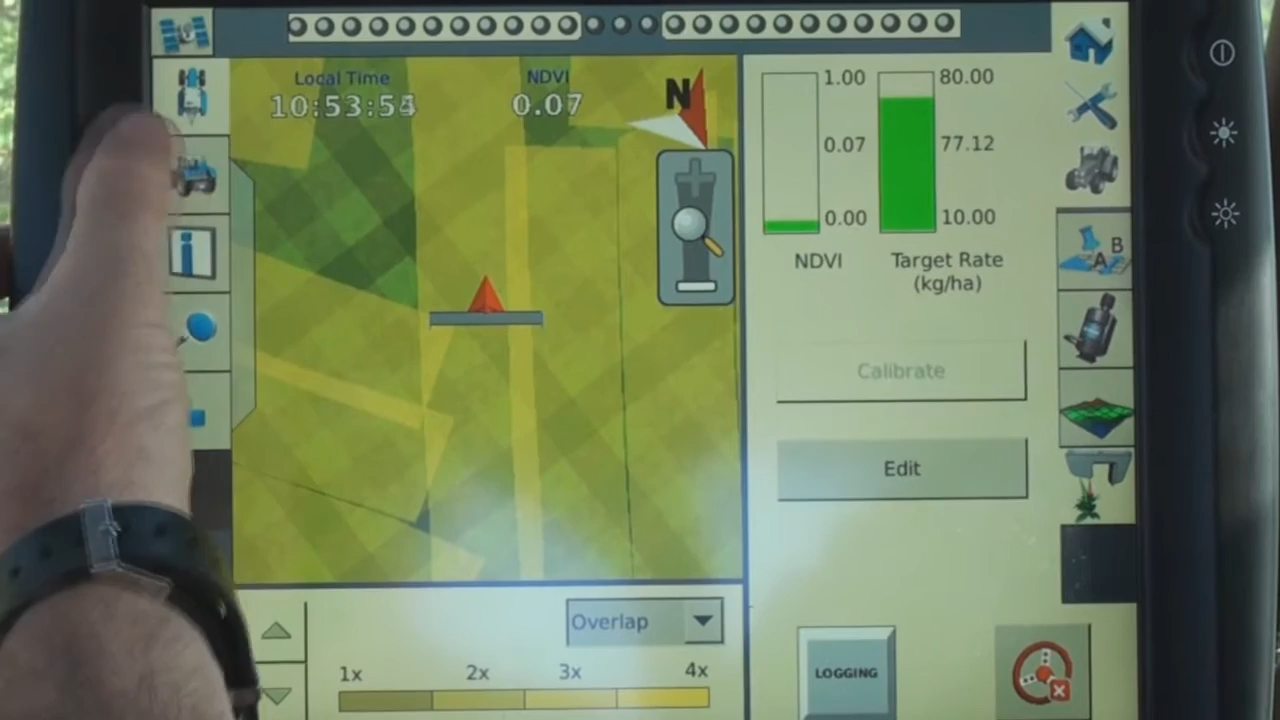 Local Time
10:53:54
NDVI
0.07
N
1.00
0.07
0.00
NDVI
80.00
77.12
10.00
Target Rate
(kg/ha)
Calibrate
Edit
B
A
Overlap
1x 2x 3x 4x
LOGGING